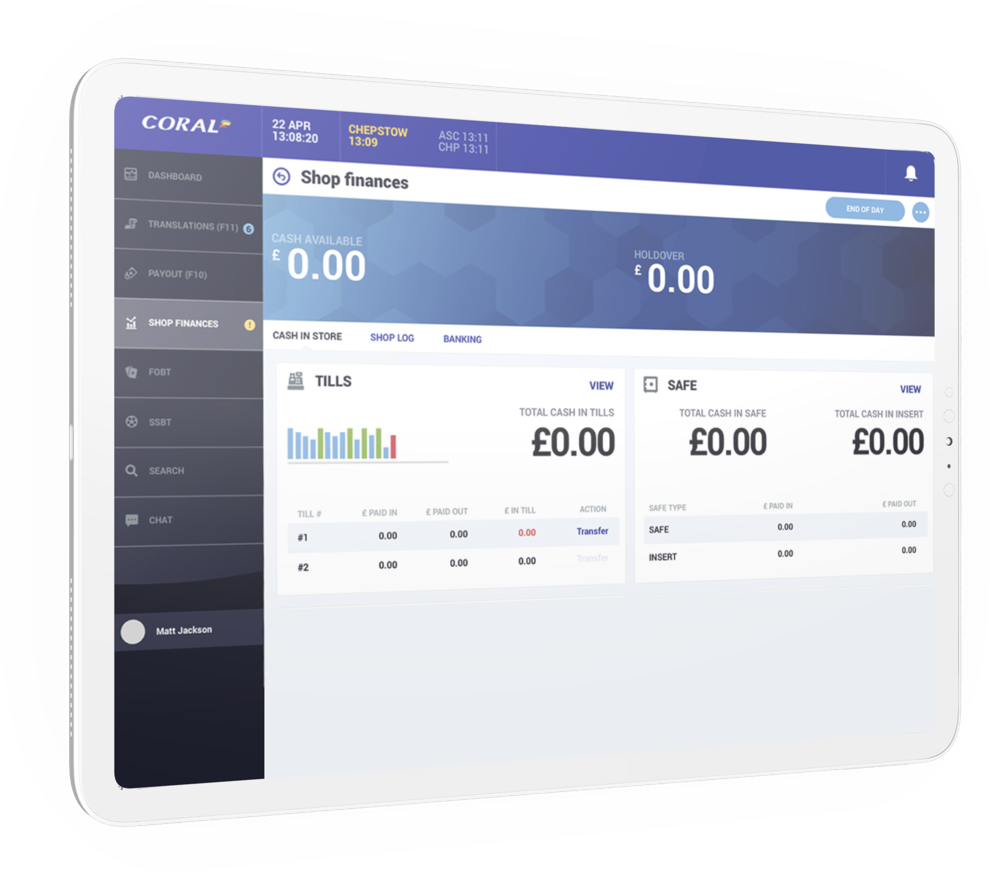 CORAL
22 APR
13:08:20
CHEPSTOW
13:09
ASC 13:11
CHP 13:11
DASHBOARD
TRANSLATIONS (F11) 6
PAYOUT (F10)
SHOP FINANCES !
FOBT
SSBT
SEARCH
CHAT
Matt Jackson
Shop finances
END OF DAY
CASH AVAILABLE
£ 0.00
HOLDOVER
£ 0.00
CASH IN STORE SHOP LOG BANKING
TILLS VIEW
TOTAL CASH IN TILLS
£0.00
TILL # £ PAID IN £ PAID OUT £ IN TILL ACTION
#1 0.00 0.00 0.00 Transfer
#2 0.00 0.00 0.00 Transfer
SAFE VIEW
TOTAL CASH IN SAFE TOTAL CASH IN INSERT
£0.00 £0.00
SAFE TYPE £ PAID IN £ PAID OUT
SAFE 0.00 0.00
INSERT 0.00 0.00